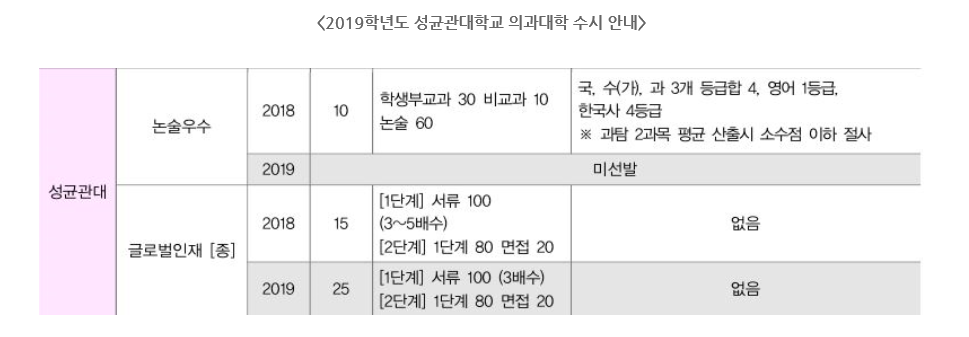 <2019학년도 성균관대학교 의과대학 수시 안내>
성균관대
논술우수
2018
10
학생부교과 30 비교과 10
논술 60
국, 수(가), 과 3개 등급합 4, 영어 1등급,
한국사 4등급
※ 과탐 2과목 평균 산출시 소수점 이하 절사
2019
미선발
글로벌인재 [종]
2018
15
[1단계] 서류 100
(3~5배수)
[2단계] 1단계 80 면접 20
없음
2019
25
[1단계] 서류 100 (3배수)
[2단계] 1단계 80 면접 20
없음